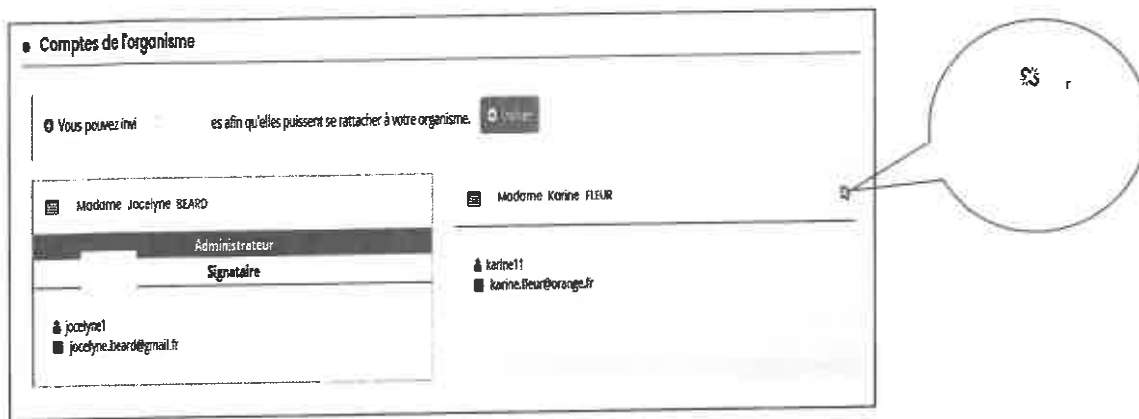 Comptes de l'organisme
Vous pouvez invi es afin qu'elles puissent se rattacher à votre organisme.
Madame Jocelyne BEARD
Administrateur
Signataire
jocelyne1
jocelyne.beard@gmail.fr
Madame Karine FLEUR
karine11
karine.fleur@orange.fr
r